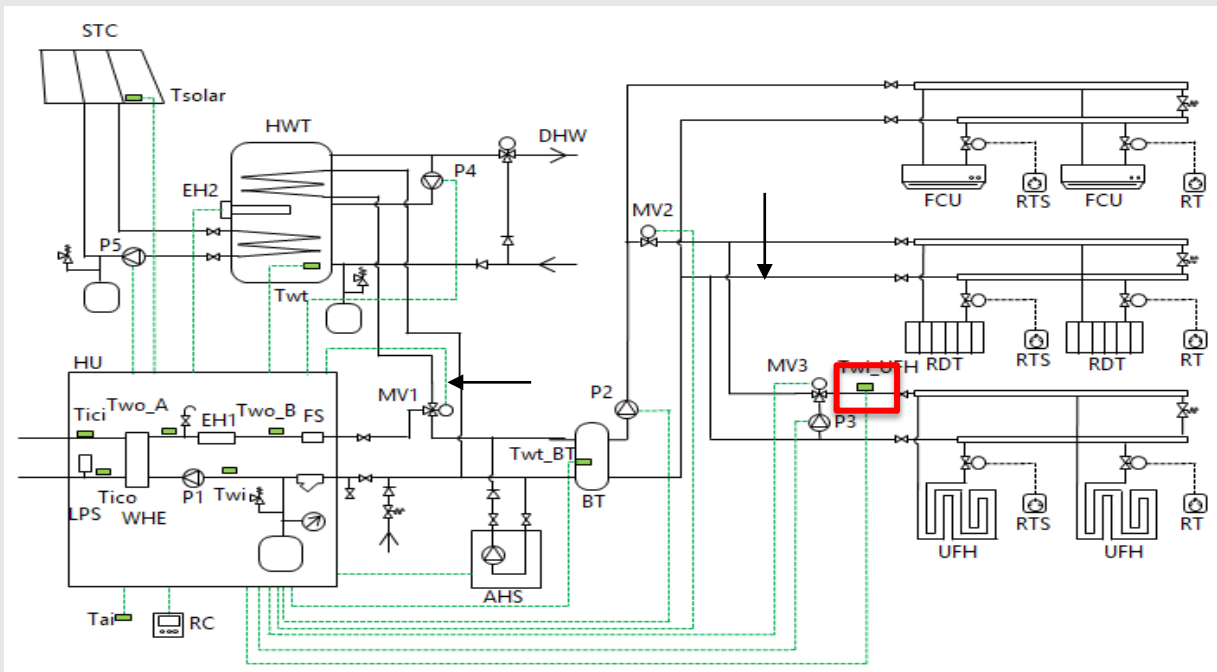 STC
Tsolar
HWT
DHW
P4
EH2
FCU
RTS
FCU
RT
MV2
P5
Twt
HU
RDT
RTS
RDT
RT
MV3
Twi_UFH
MV1
P2
Tici
Two_A
EH1
Two_B
FS
P3
Twt_BT
Tico
P1
Twi
BT
LPS
WHE
RTS
RT
UFH
UFH
AHS
Tai
RC